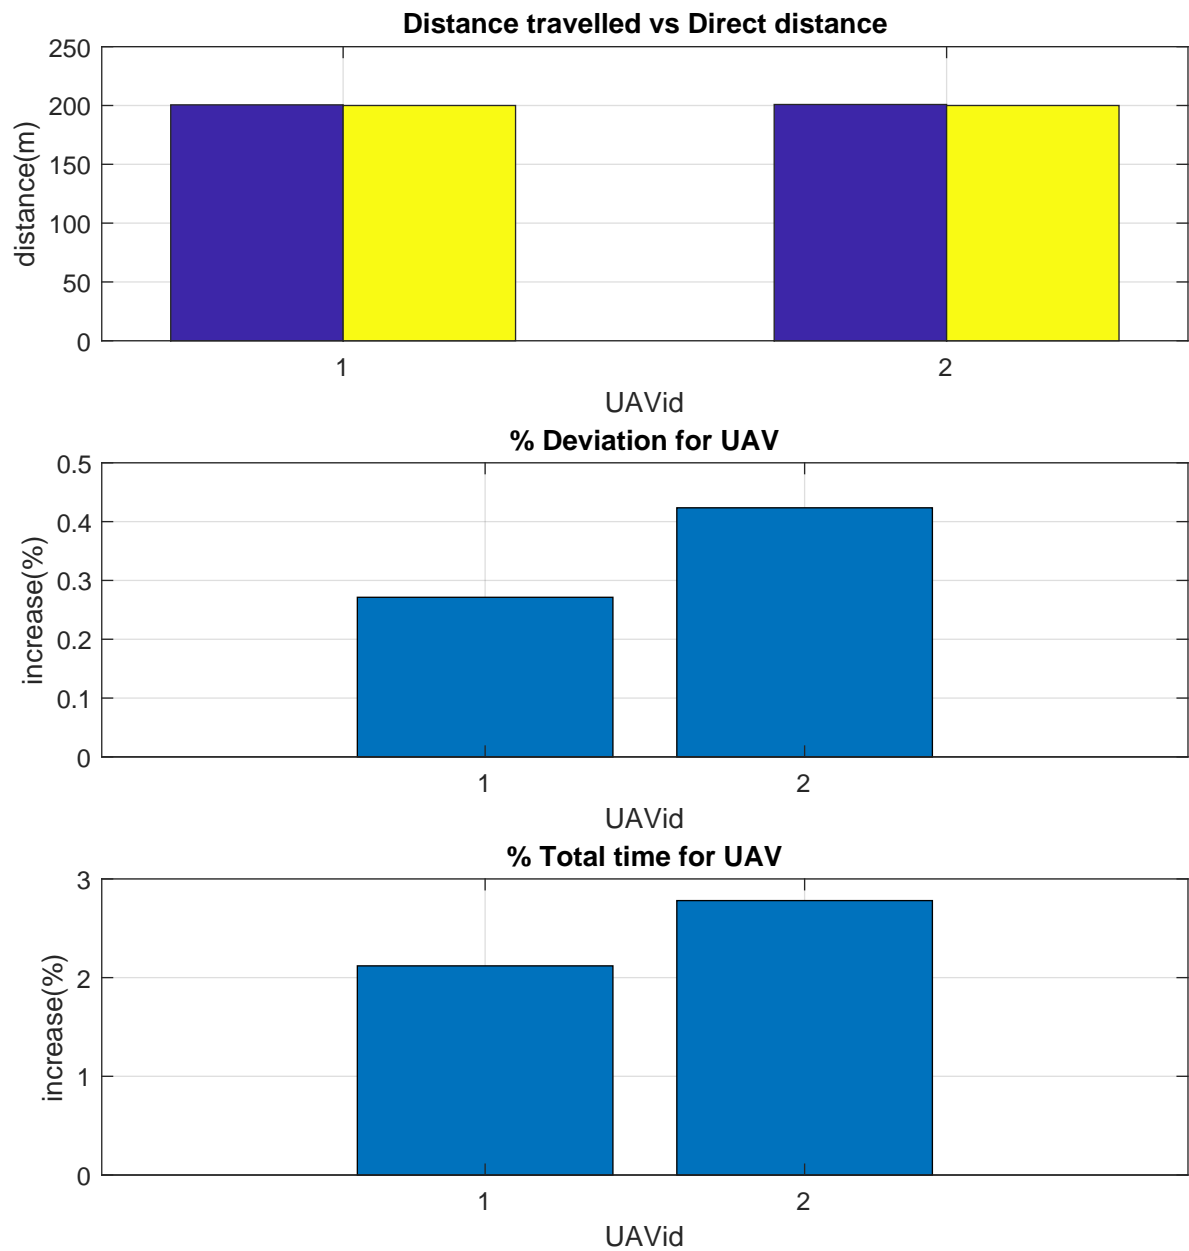 Distance travelled vs Direct distance
250
200
150
100
50
0
distance(m)
1 2
UAVid
% Deviation for UAV
0.5
0.4
0.3
0.2
0.1
0
increase(%)
1 2
UAVid
% Total time for UAV
3
2
1
0
increase(%)
1 2
UAVid